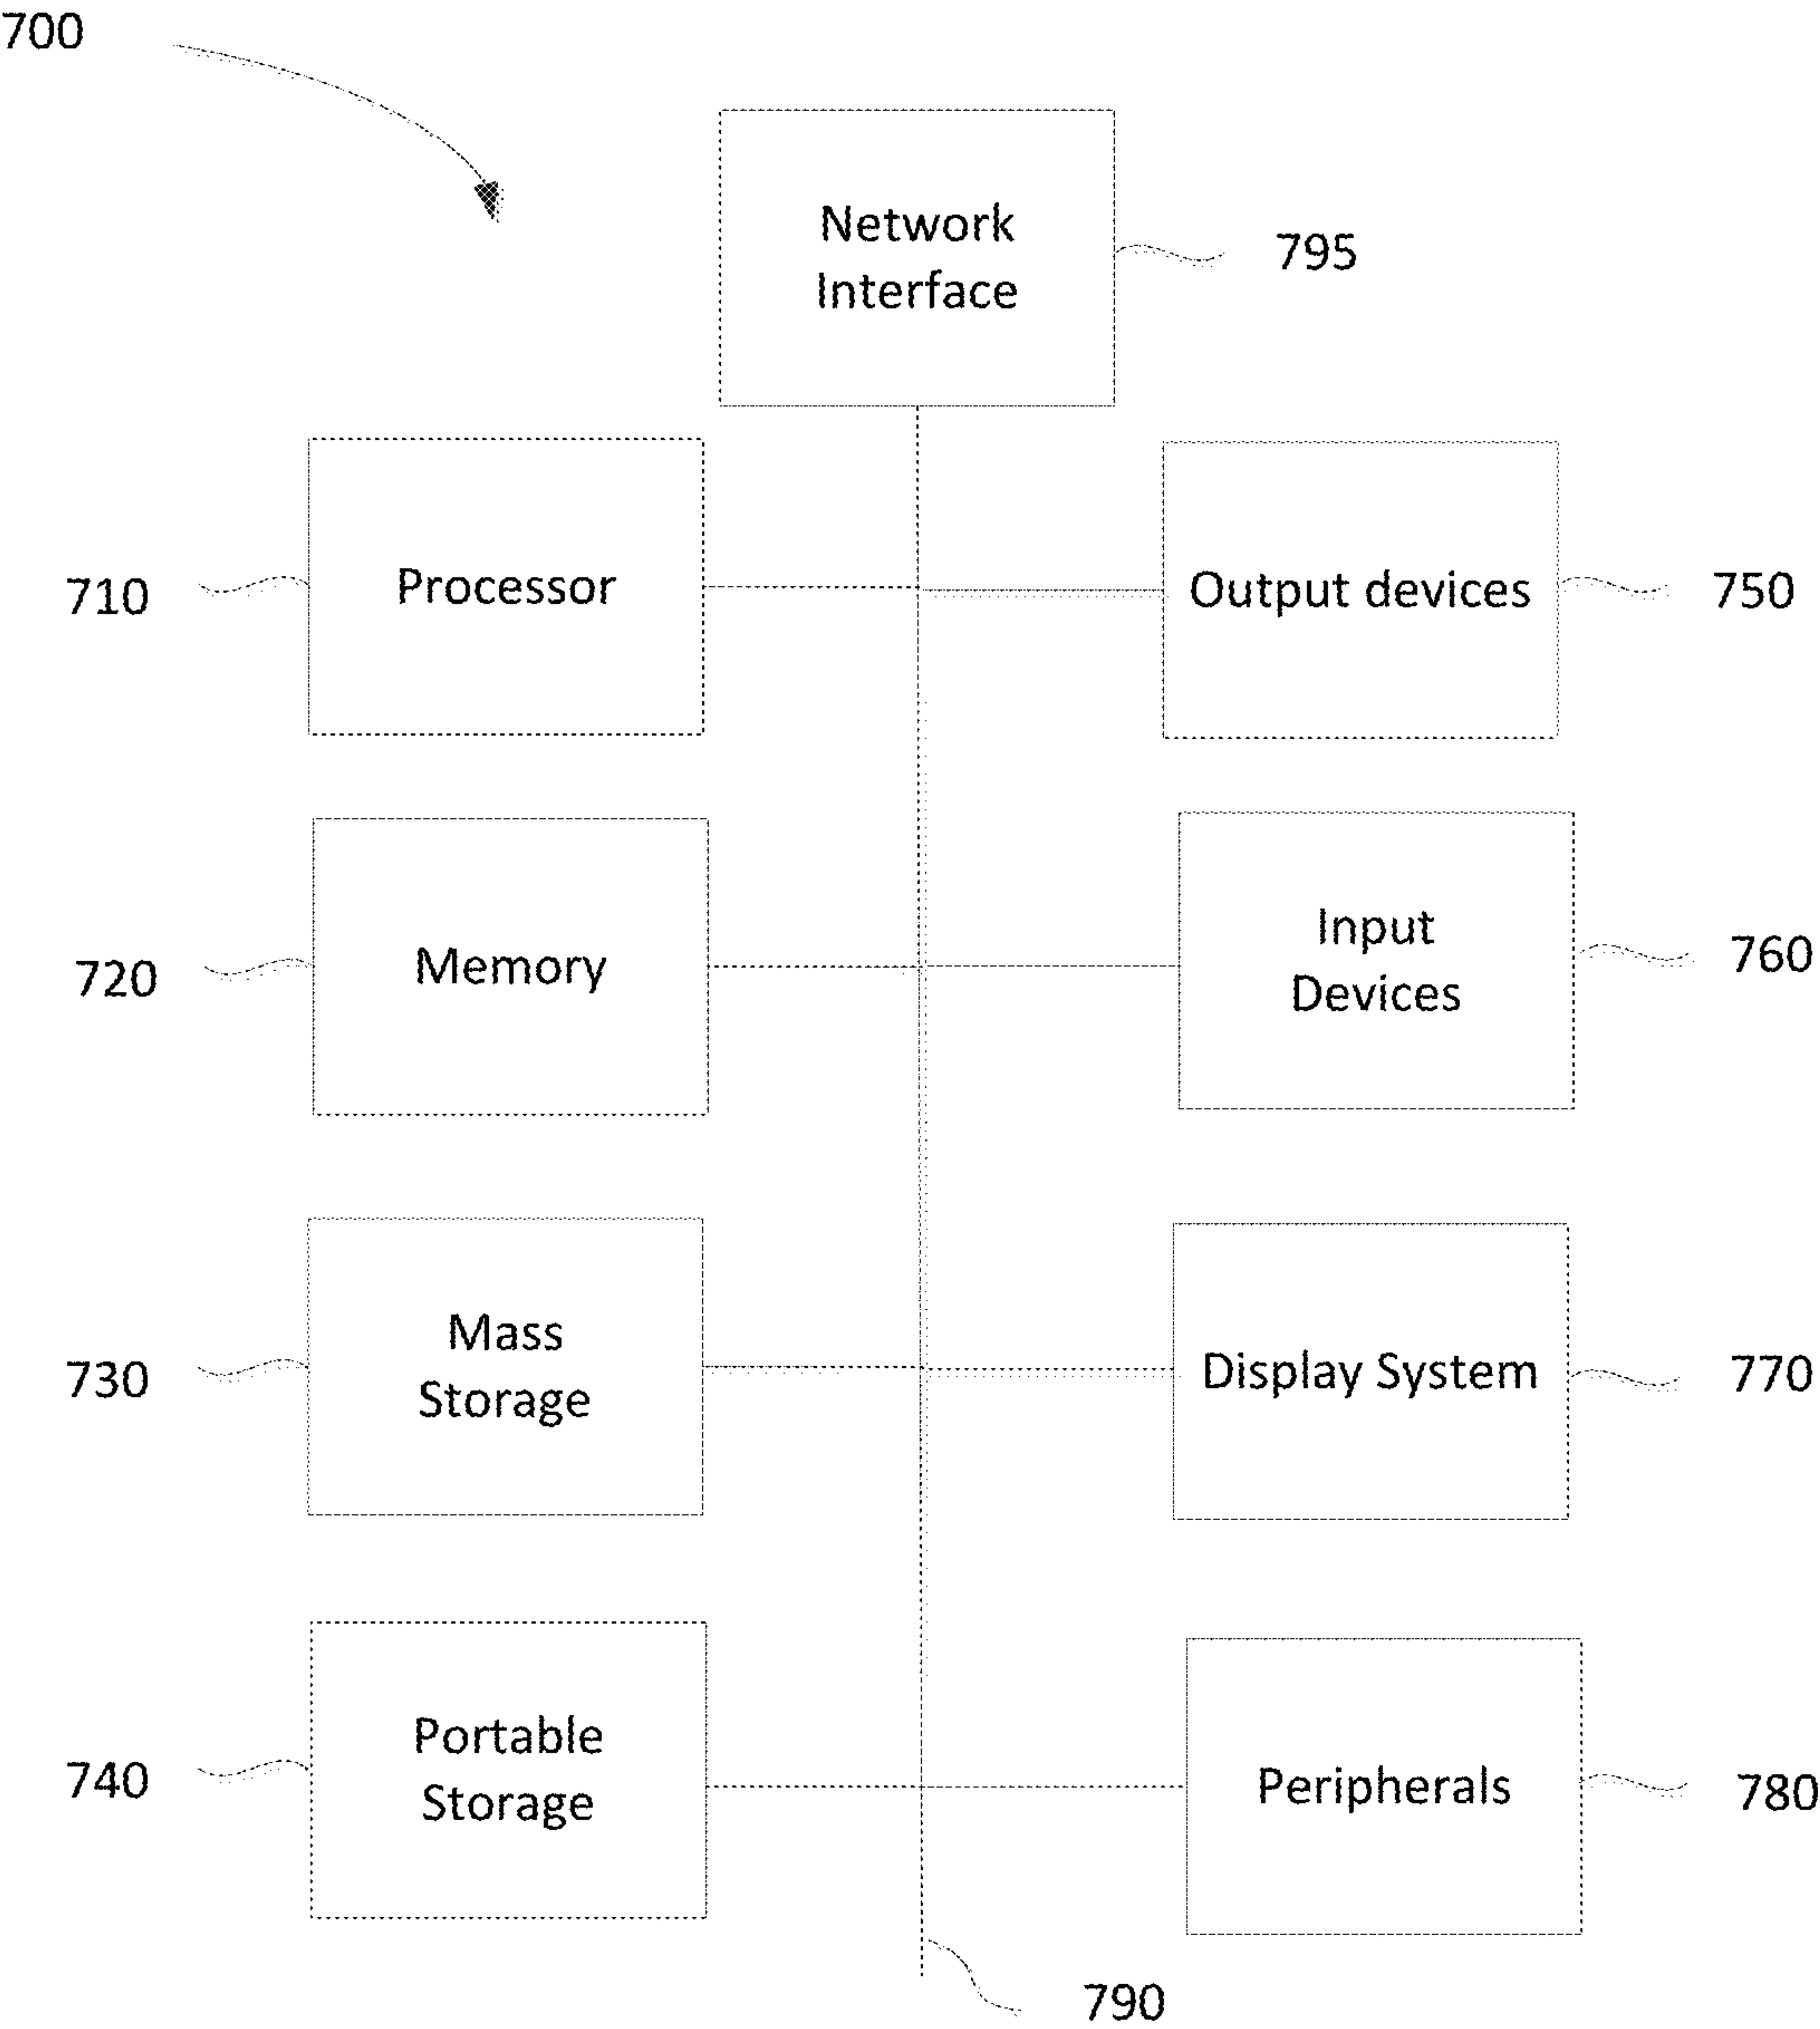 700
Network
Interface
795
710
Processor
Output devices
750
720
Memory
Input
Devices
760
730
Mass
Storage
Display System
770
740
Portable
Storage
Peripherals
780
790